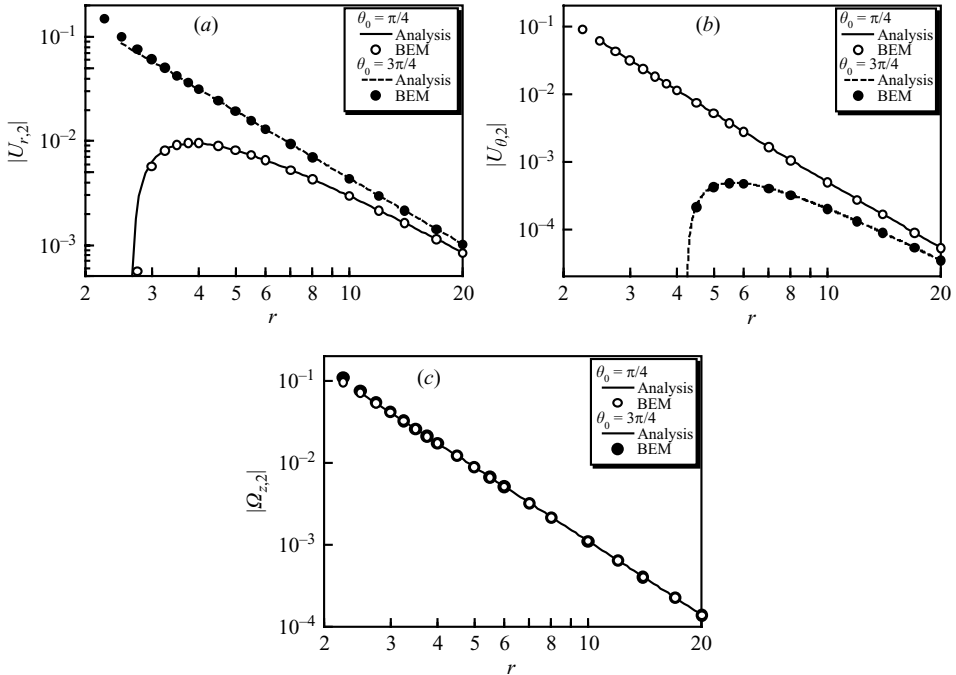 (a)
θ0 = π/4
Analysis
BEM
θ0 = 3π/4
Analysis
BEM
10−1
10−2
10−3
|Ur,2|
2 3 4 5 6 8 10 20
r
(b)
θ0 = π/4
Analysis
BEM
θ0 = 3π/4
Analysis
BEM
10−1
10−2
10−3
10−4
|Uθ,2|
2 3 4 5 6 8 10 20
r
(c)
θ0 = π/4
Analysis
BEM
θ0 = 3π/4
Analysis
BEM
10−1
10−2
10−3
10−4
|Ωz,2|
2 3 4 5 6 8 10 20
r